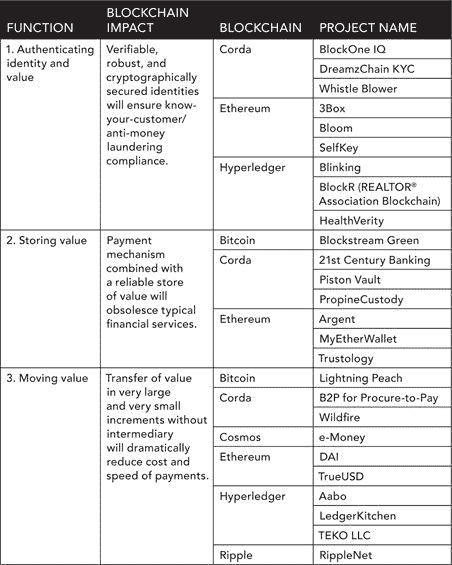 FUNCTION
BLOCKCHAIN
IMPACT
BLOCKCHAIN
PROJECT NAME
1. Authenticating
identity and
value
Verifiable,
robust, and
cryptographically
secured identities
will ensure know-
your-customer/
anti-money
laundering
compliance.
Corda
BlockOne IQ
DreamzChain KYC
Whistle Blower
Ethereum
3Box
Bloom
SelfKey
Hyperledger
Blinking
BlockR (REALTOR®
Association Blockchain)
HealthVerity
2. Storing value
Payment
mechanism
combined with
a reliable store
of value will
obsolesce typical
financial services.
Bitcoin
Blockstream Green
Corda
21st Century Banking
Piston Vault
PropineCustody
Ethereum
Argent
MyEtherWallet
Trustology
3. Moving value
Transfer of value
in very large
and very small
increments without
intermediary
will dramatically
reduce cost and
speed of payments.
Bitcoin
Lightning Peach
Corda
B2P for Procure-to-Pay
Wildfire
Cosmos
e-Money
Ethereum
DAI
TrueUSD
Hyperledger
Aabo
LedgerKitchen
TEKO LLC
Ripple
RippleNet